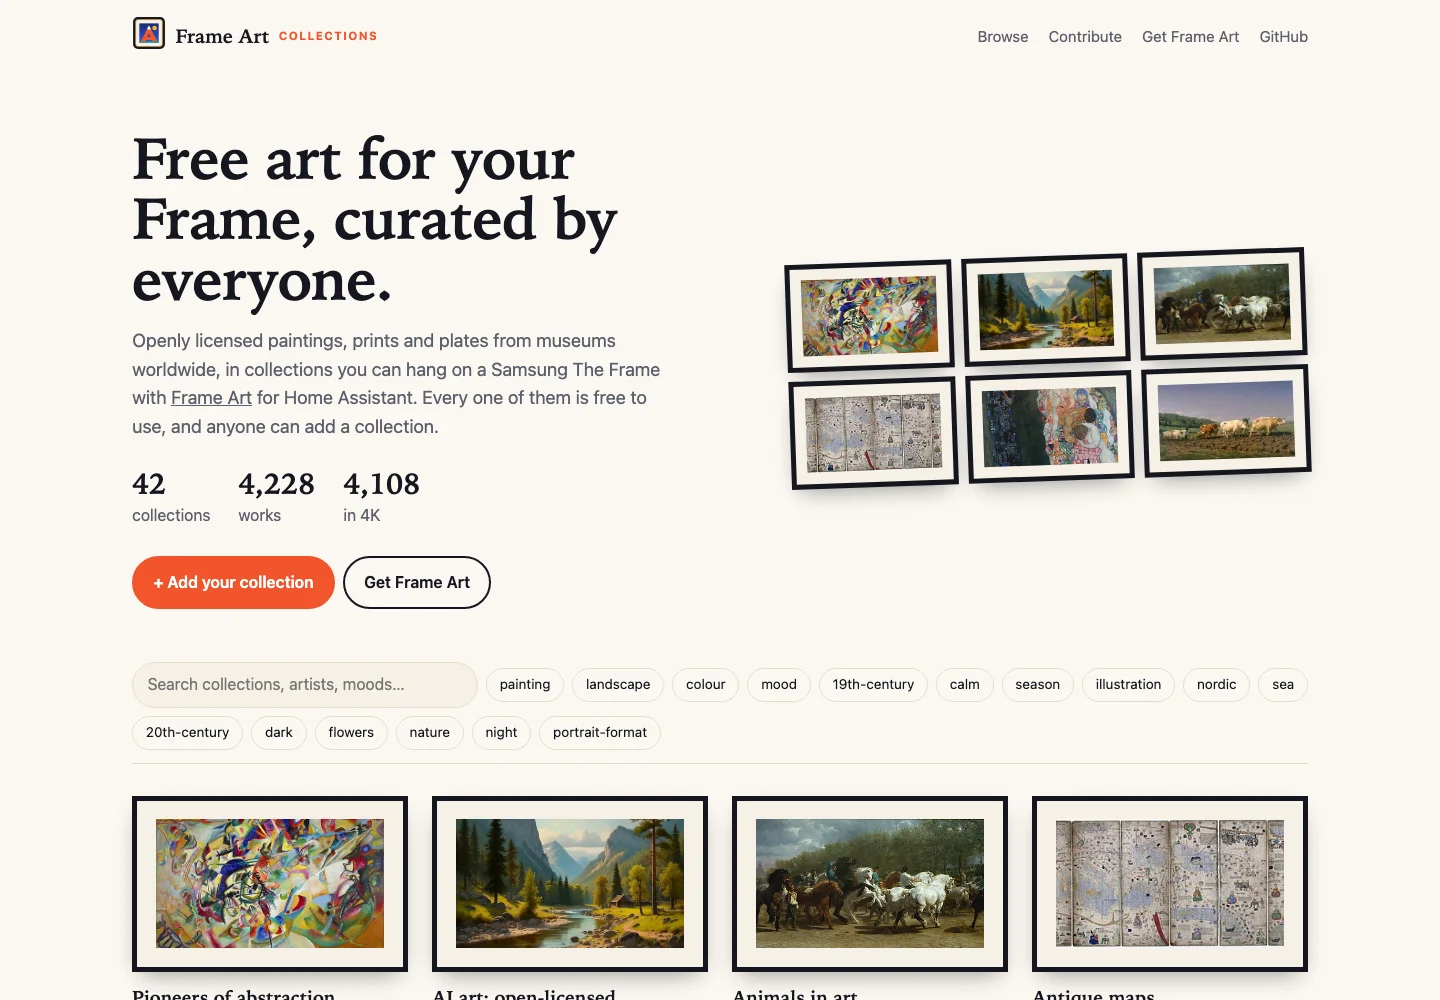 Frame Art COLLECTIONS
Browse Contribute Get Frame Art GitHub
Free art for your
Frame, curated by
everyone.
Openly licensed paintings, prints and plates from museums
worldwide, in collections you can hang on a Samsung The Frame
with Frame Art for Home Assistant. Every one of them is free to
use, and anyone can add a collection.
42 4,228 4,108
collections works in 4K
+ Add your collection Get Frame Art
Search collections, artists, moods... painting landscape colour mood 19th-century calm season illustration nordic sea
20th-century dark flowers nature night portrait-format
Pioneers of abstraction AI art: open-licensed Animals in art Antique maps